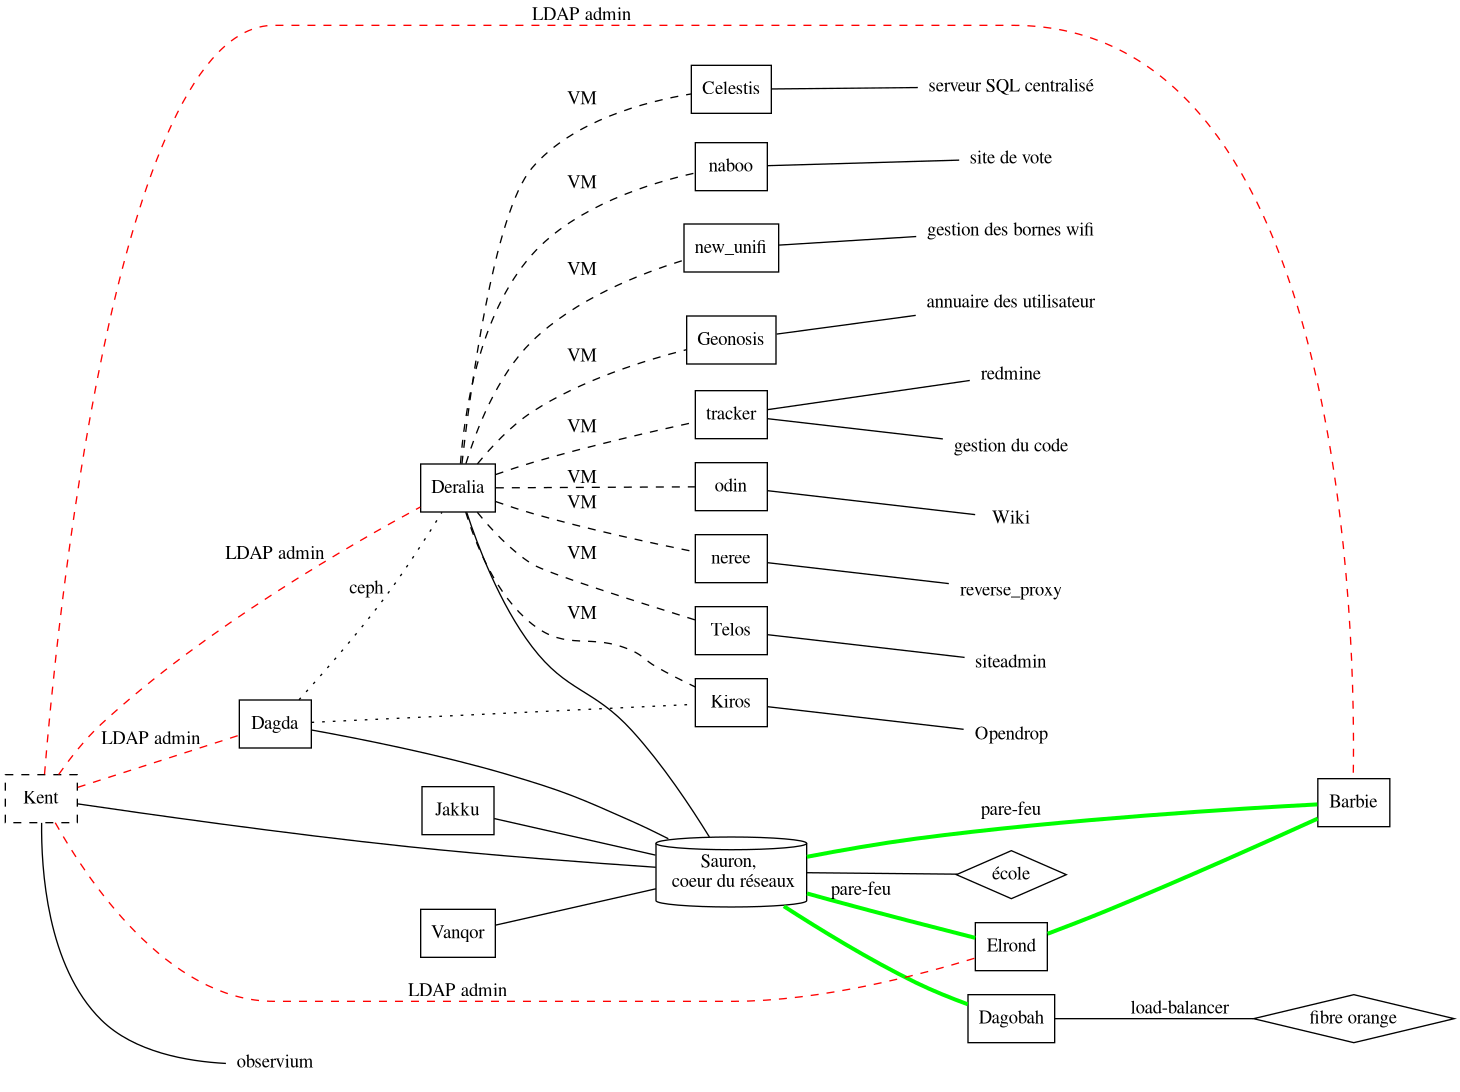 LDAP admin
Celestis
serveur SQL centralisé
VM
naboo
site de vote
VM
new_unifi
gestion des bornes wifi
VM
Geonosis
annuaire des utilisateur
VM
tracker
redmine
VM
gestion du code
Deralia
VM
odin
Wiki
VM
neree
reverse_proxy
VM
LDAP admin
ceph
Telos
siteadmin
VM
Kiros
Opendrop
Dagda
LDAP admin
Kent
Jakku
pare-feu
Barbie
Sauron,
coeur du réseaux
école
pare-feu
Vanqor
Elrond
LDAP admin
Dagobah
load-balancer
fibre orange
observium